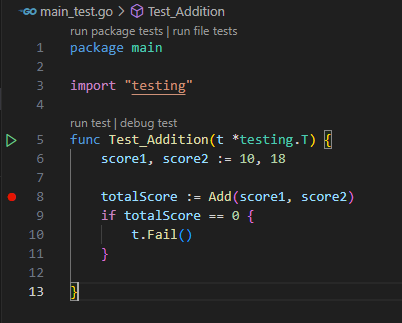 main_test.go > Test_Addition
run package tests | run file tests
1 package main
2
3 import "testing"
4
run test | debug test
5 func Test_Addition(t *testing.T) {
6     score1, score2 := 10, 18
7
8     totalScore := Add(score1, score2)
9     if totalScore == 0 {
10         t.Fail()
11     }
12
13 }